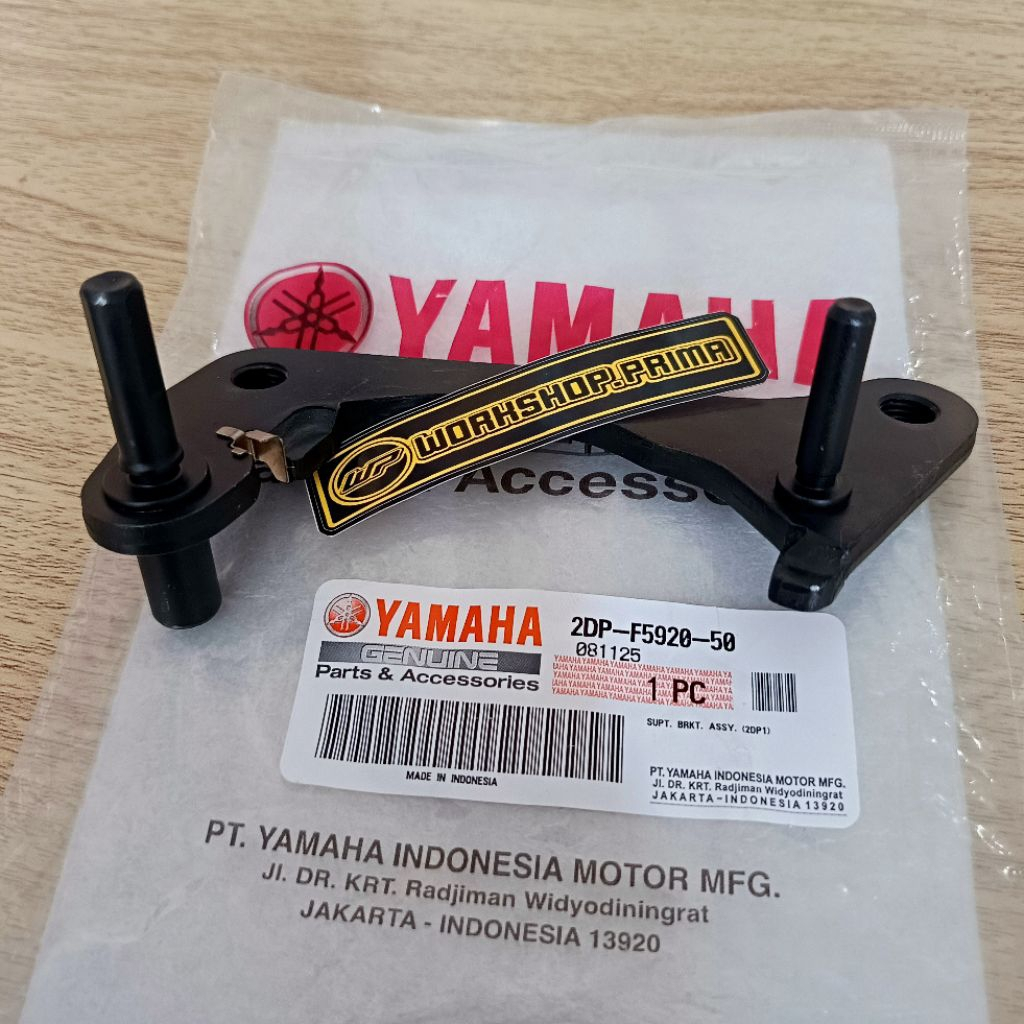 YAMAHA
WORKSHOP.PRIMA
WP
Accesso
YAMAHA
GENUINE
Parts & Accessories
2DP-F5920-50
081125
1 PC
SUPT. BRKT. ASSY. (2DP1)
MADE IN INDONESIA
PT. YAMAHA INDONESIA MOTOR MFG.
Jl. DR. KRT. Radjiman Widyodiningrat
JAKARTA-INDONESIA 13920
PT. YAMAHA INDONESIA MOTOR MFG.
Jl. DR. KRT. Radjiman Widyodiningrat
JAKARTA - INDONESIA 13920